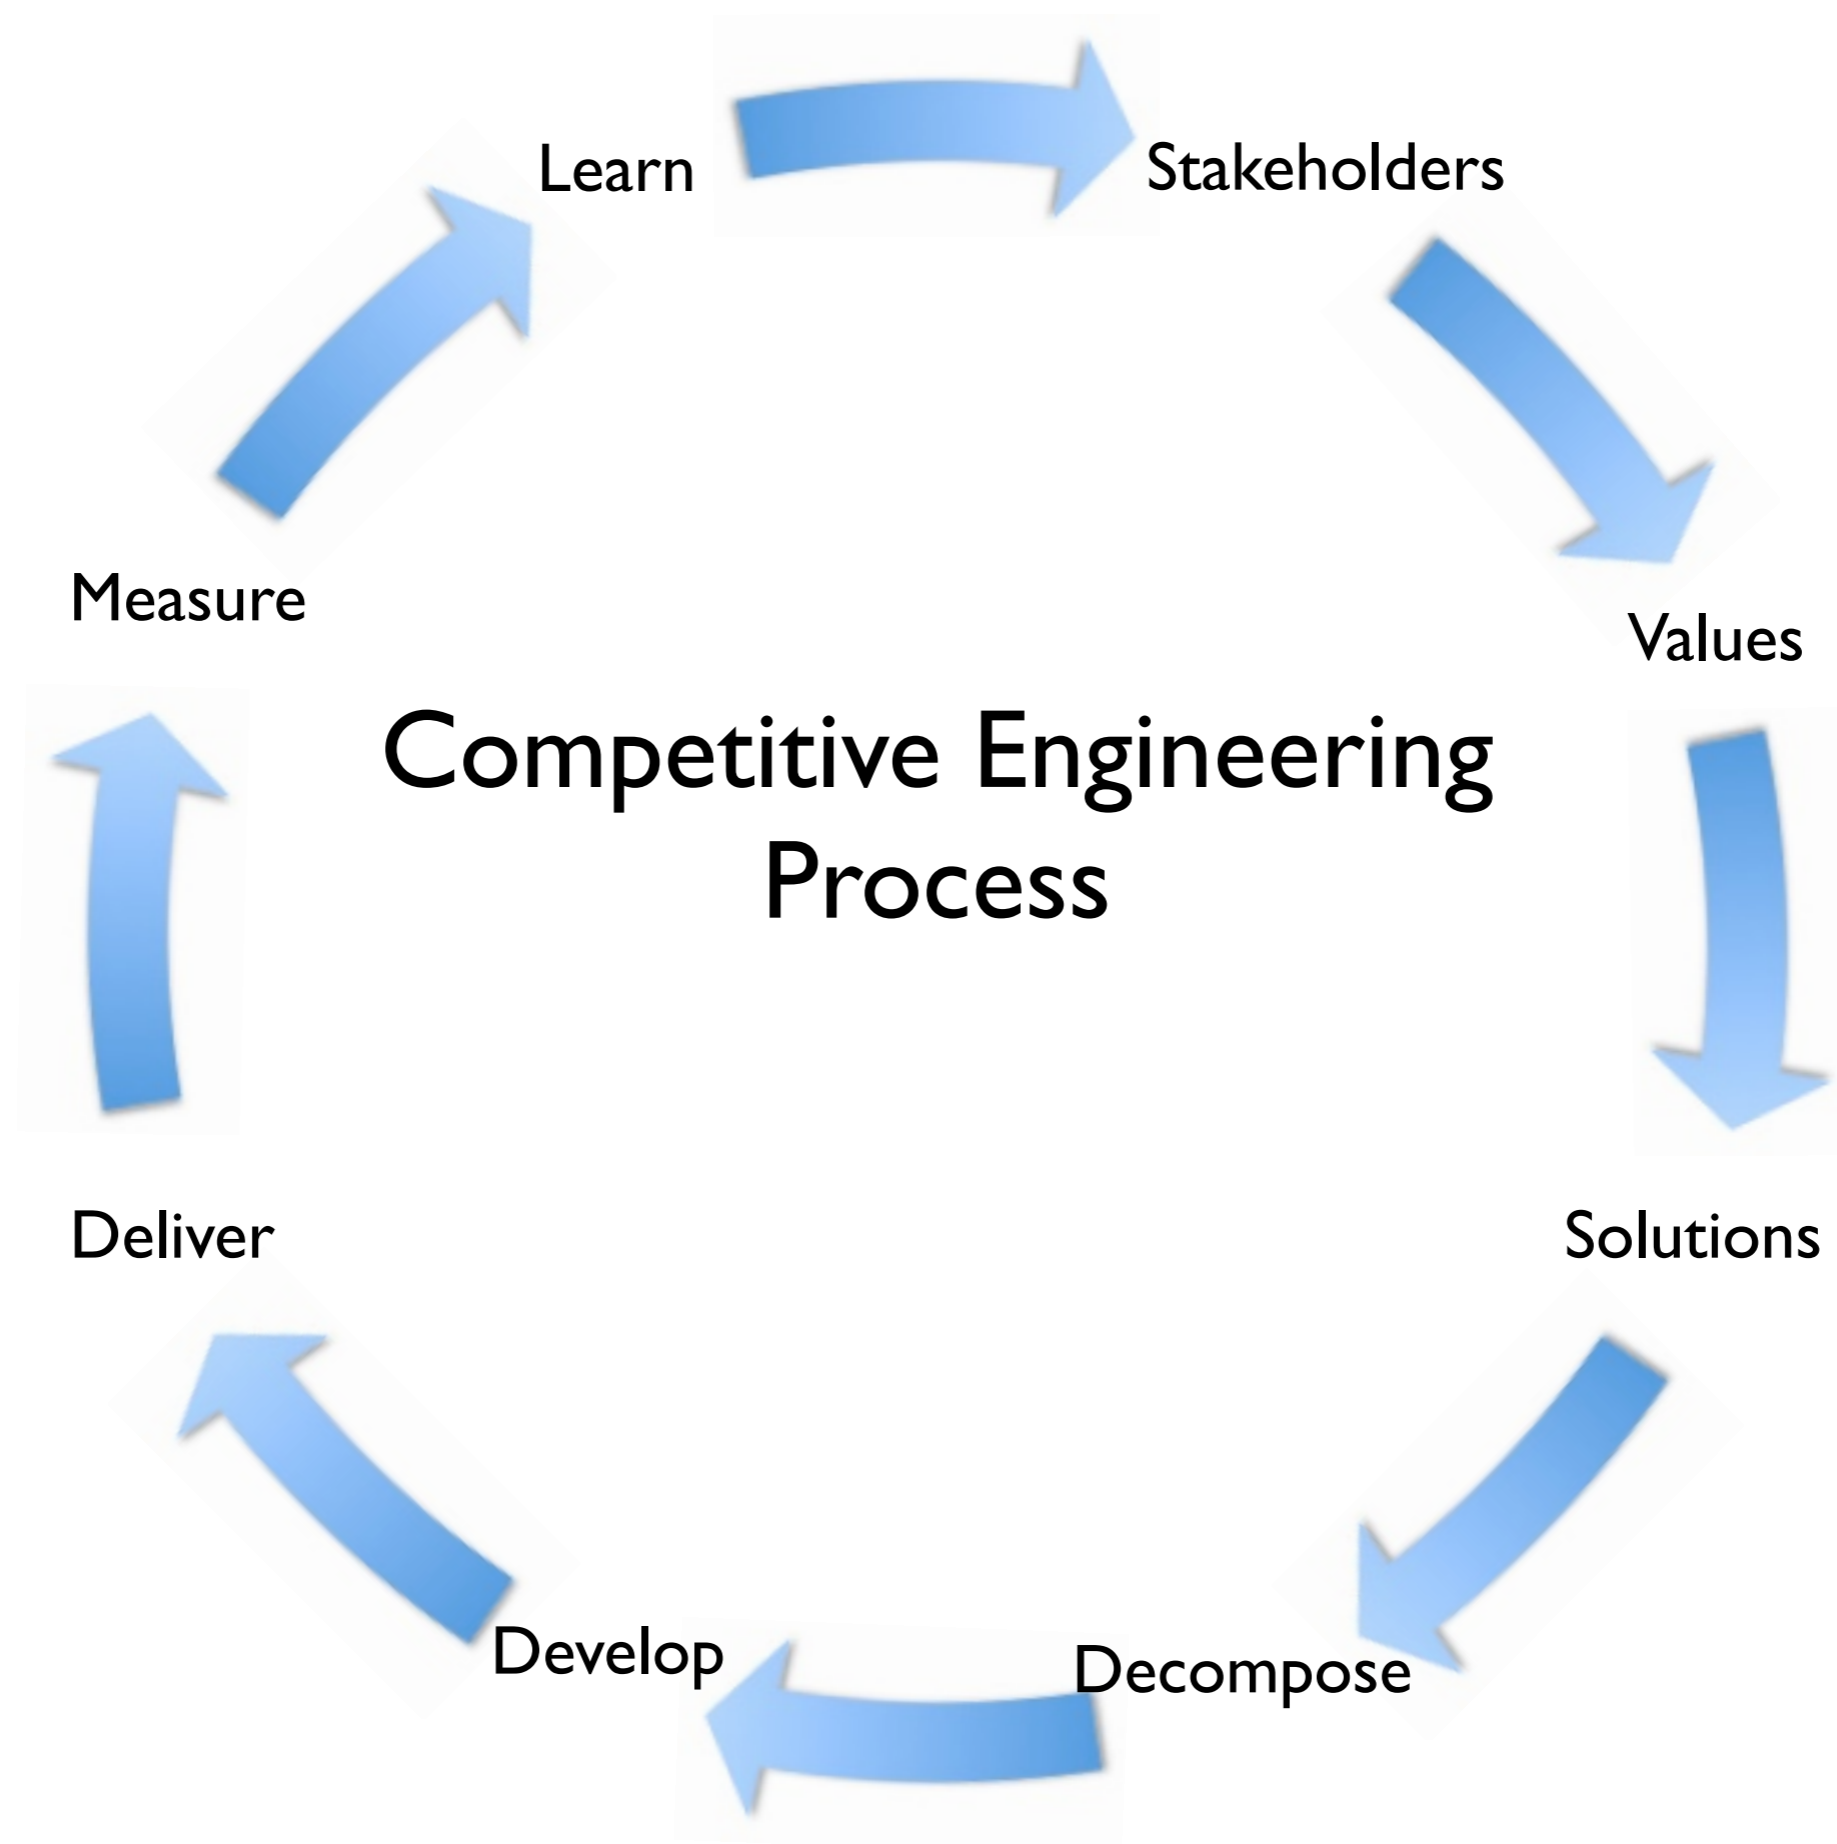 Learn
Stakeholders
Measure
Values
Competitive Engineering
Process
Deliver
Solutions
Develop
Decompose